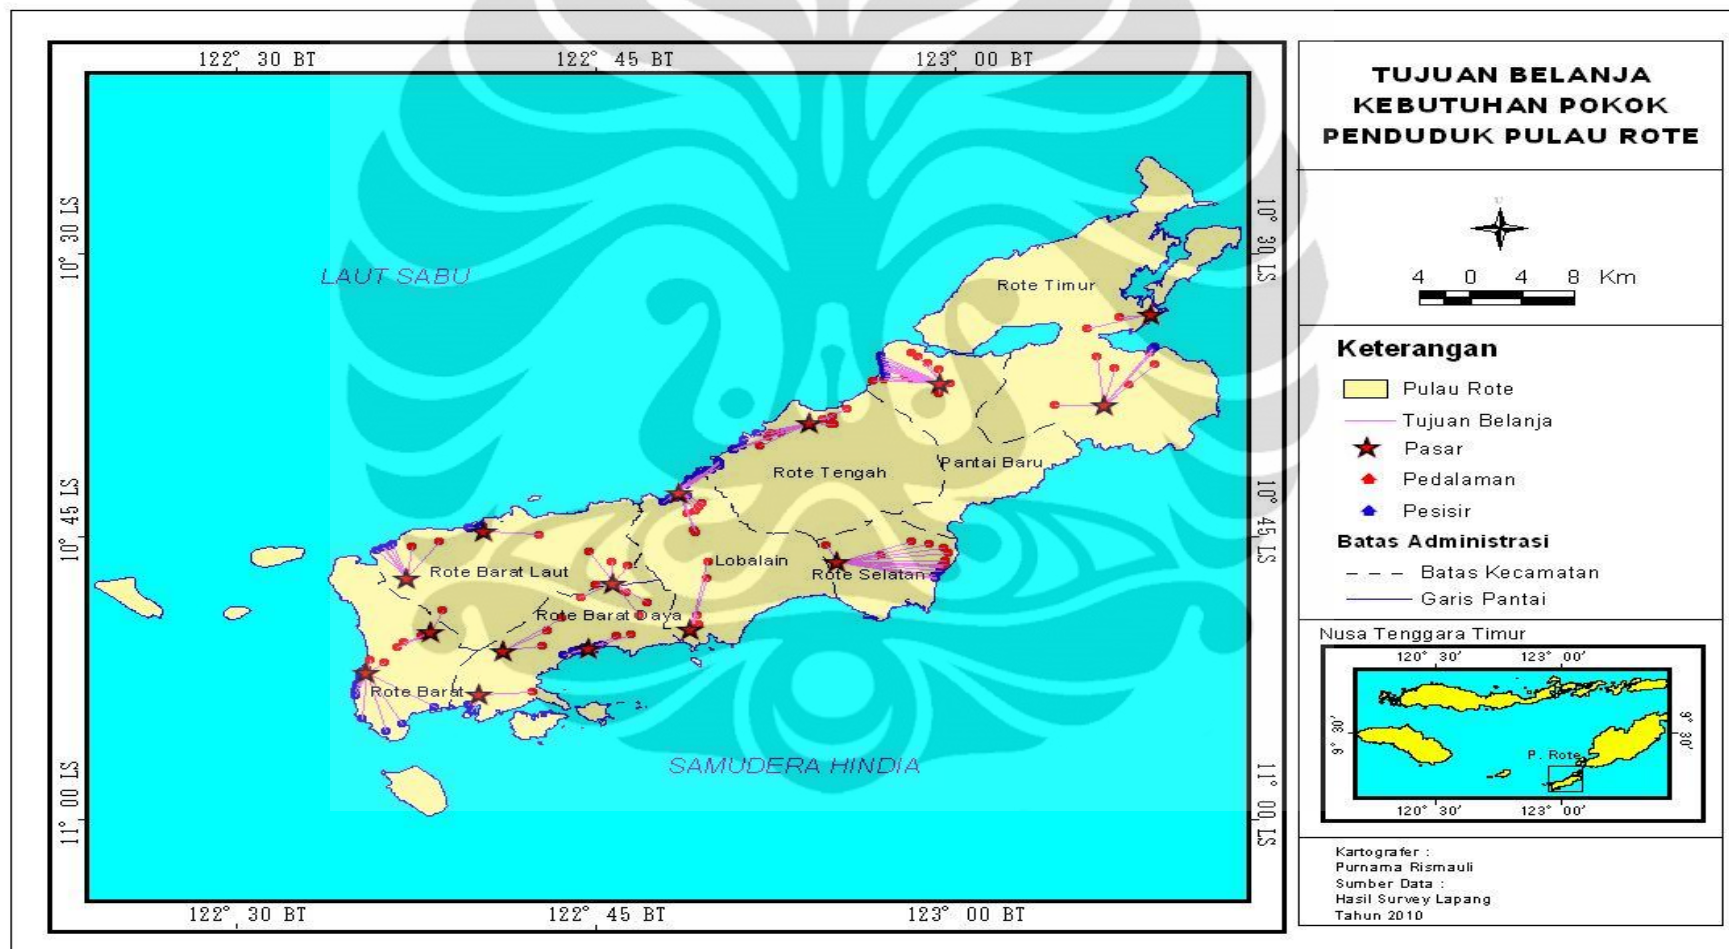 122° 30 BT
122° 45 BT
123° 00 BT
10° 30 LS
10° 45 LS
11° 00 LS
10° 30 LS
10° 45 LS
11° 00 LS
122° 30 BT
122° 45 BT
123° 00 BT
LAUT SABU
SAMUDERA HINDIA
Rote Timur
Pantai Baru
Rote Tengah
Lobalain
Rote Selatan
Rote Barat Laut
Rote Barat Daya
Rote Barat
TUJUAN BELANJA
KEBUTUHAN POKOK
PENDUDUK PULAU ROTE
4 0 4 8 Km
Keterangan
Pulau Rote
Tujuan Belanja
Pasar
Pedalaman
Pesisir
Batas Administrasi
Batas Kecamatan
Garis Pantai
Nusa Tenggara Timur
120° 30' 123° 00'
9° 30'
9° 30'
P. Rote
120° 30' 123° 00'
Kartografer :
Purnama Rismauli
Sumber Data :
Hasil Survey Lapang
Tahun 2010